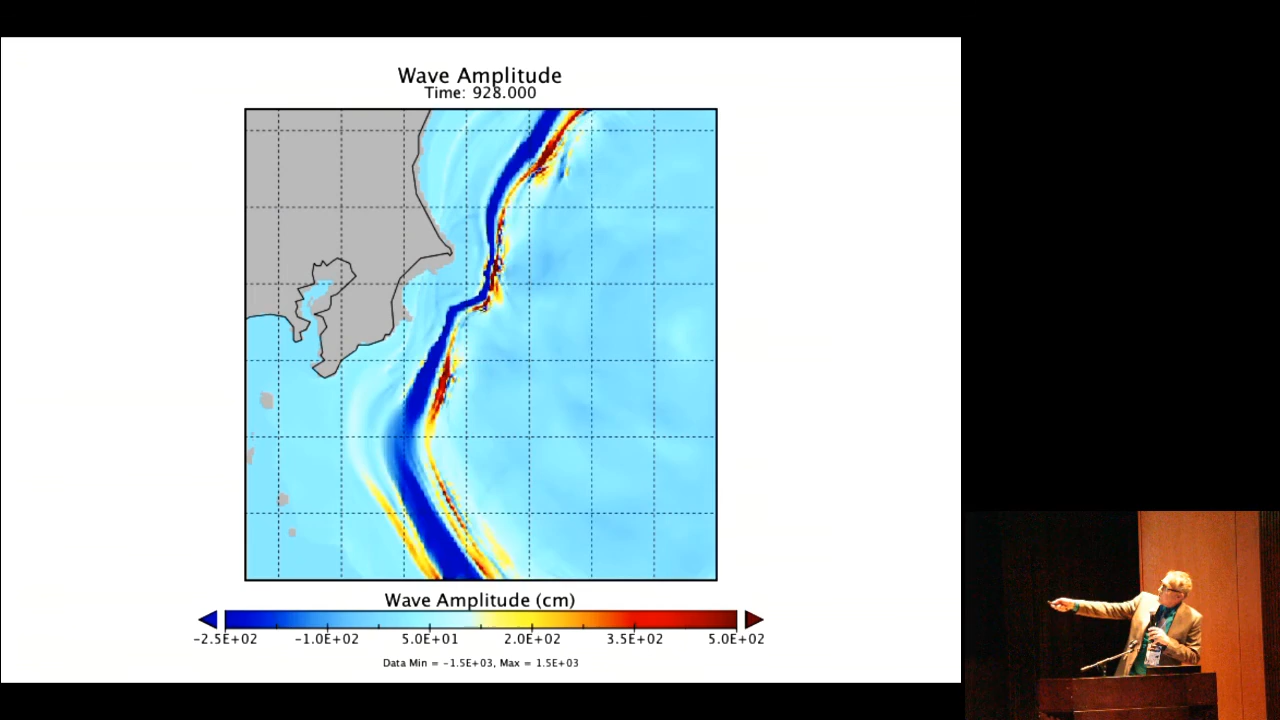 Wave Amplitude
Time: 928.000
Wave Amplitude (cm)
-2.5E+02 -1.0E+02 5.0E+01 2.0E+02 3.5E+02 5.0E+02
Data Min = -1.5E+03, Max = 1.5E+03